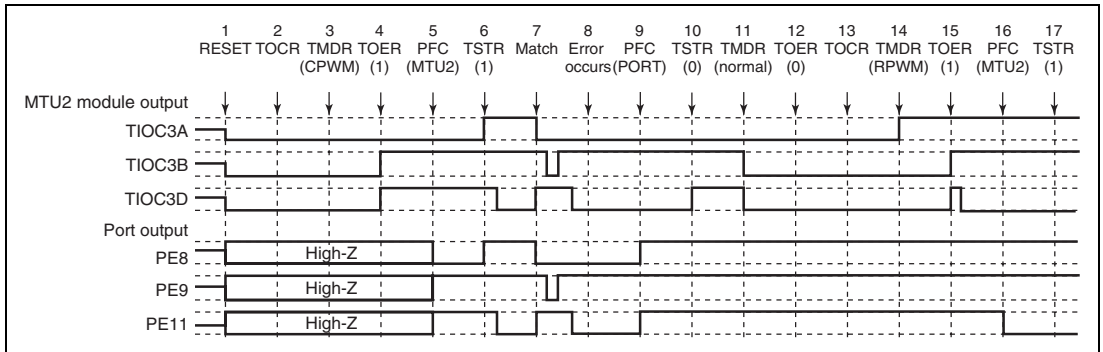 1 2 3 4 5 6 7 8 9 10 11 12 13 14 15 16 17
RESET TOCR TMDR TOER PFC TSTR Match Error PFC TSTR TMDR TOER TOCR TMDR TOER PFC TSTR
(CPWM) (1) (MTU2) (1) occurs (PORT) (0) (normal) (0) (RPWM) (1) (MTU2) (1)
MTU2 module output
TIOC3A
TIOC3B
TIOC3D
Port output
PE8 High-Z
PE9 High-Z
PE11 High-Z